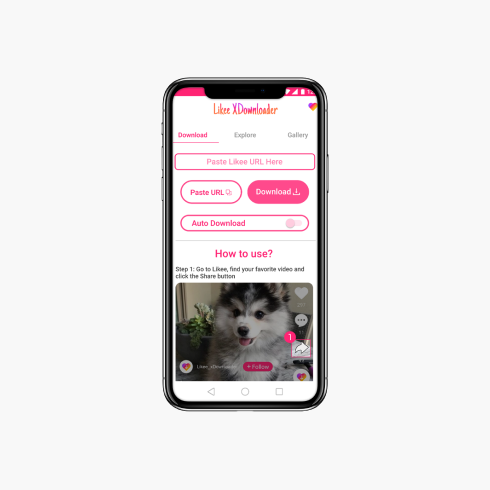 Likee XDownloader
Download Explore Gallery
Paste Likee URL Here
Paste URL Download
Auto Download
How to use?
Step 1: Go to Likee, find your favorite video and
click the Share button
1
Likee_xDownloader + Follow